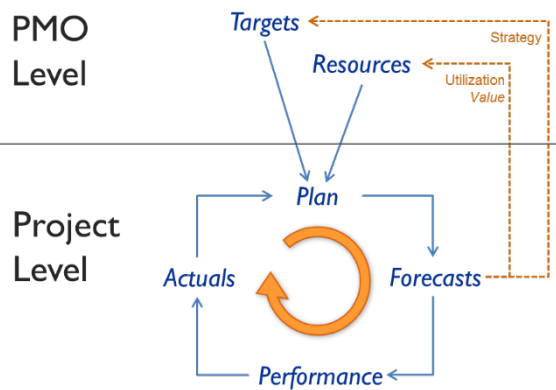 PMO
Level
Targets
Strategy
Resources
Utilization
Value
Project
Level
Plan
Actuals
Forecasts
Performance